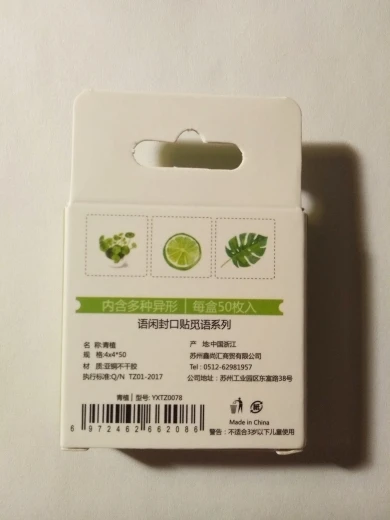 内含多种异形 | 每盒50枚入
语闲封口贴觅语系列
名 称:青植
产 地:中国浙江
规 格:4x4*50
苏州鑫尚汇商贸有限公司
材 质:亚铜不干胶
Tel : 0512-62981957
执行标准:Q/N TZ01-2017
公司地址: 苏州工业园区东富路38号
青植 | 型号: YXTZ0078
6 972462 662086
Made in China
警告: 不适合3岁以下儿童使用